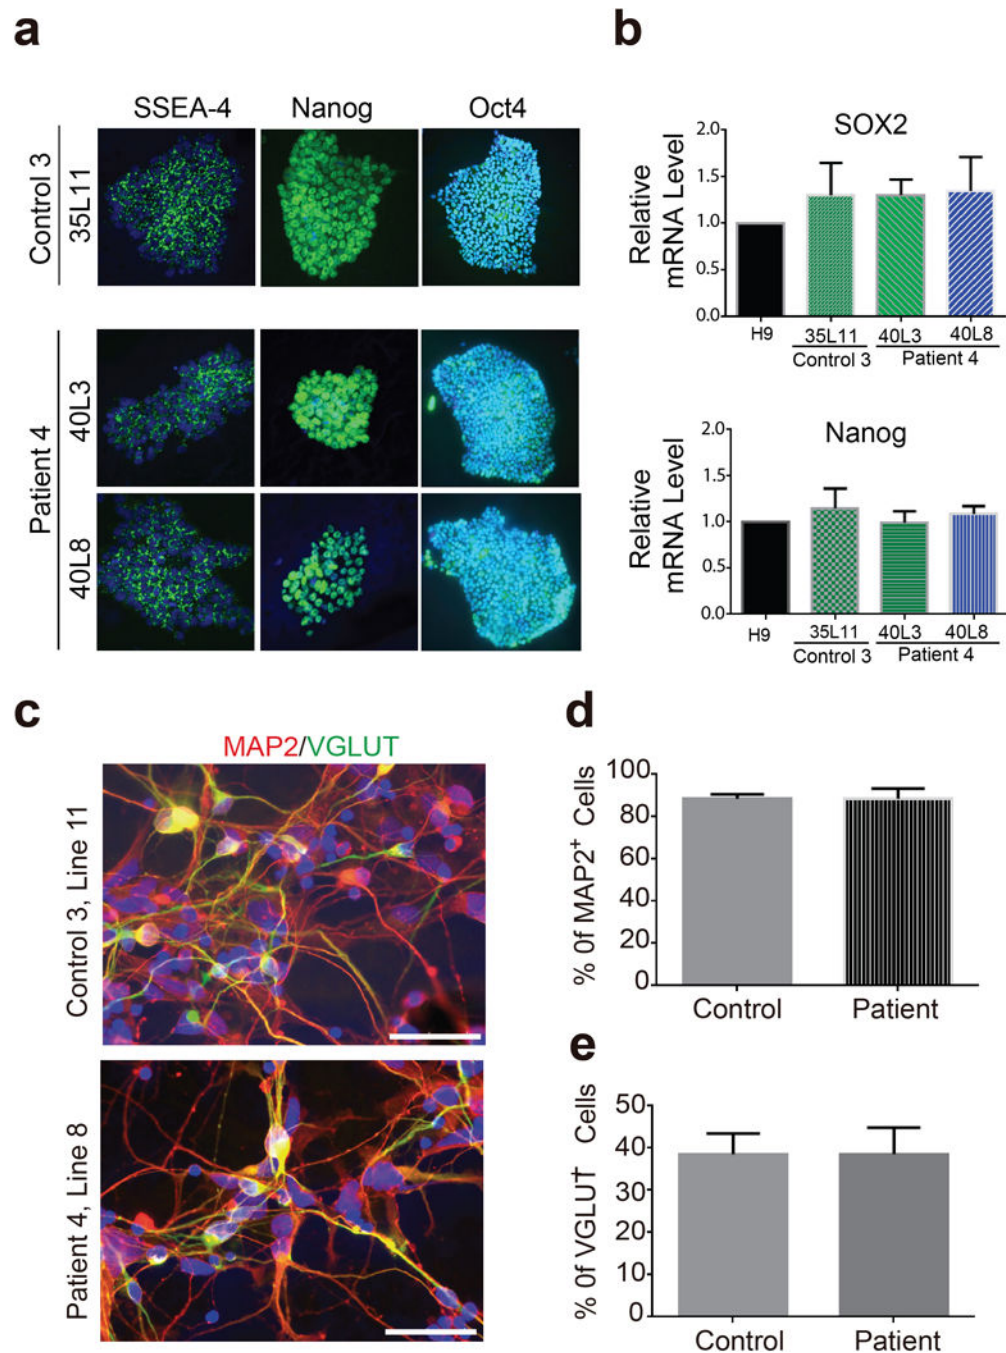 a
SSEA-4 Nanog Oct4
Control 3
35L11
Patient 4
40L3
40L8
b
SOX2
Relative
mRNA Level
2.0
1.5
1.0
0.5
0.0
H9 35L11 40L3 40L8
Control 3 Patient 4
Nanog
Relative
mRNA Level
2.0
1.5
1.0
0.5
0.0
H9 35L11 40L3 40L8
Control 3 Patient 4
c
MAP2/VGLUT
Control 3, Line 11
Patient 4, Line 8
d
% 0f MAP2+ Cells
100
80
60
40
20
0
Control Patient
e
% 0f VGLUT+ Cells
50
40
30
20
10
0
Control Patient